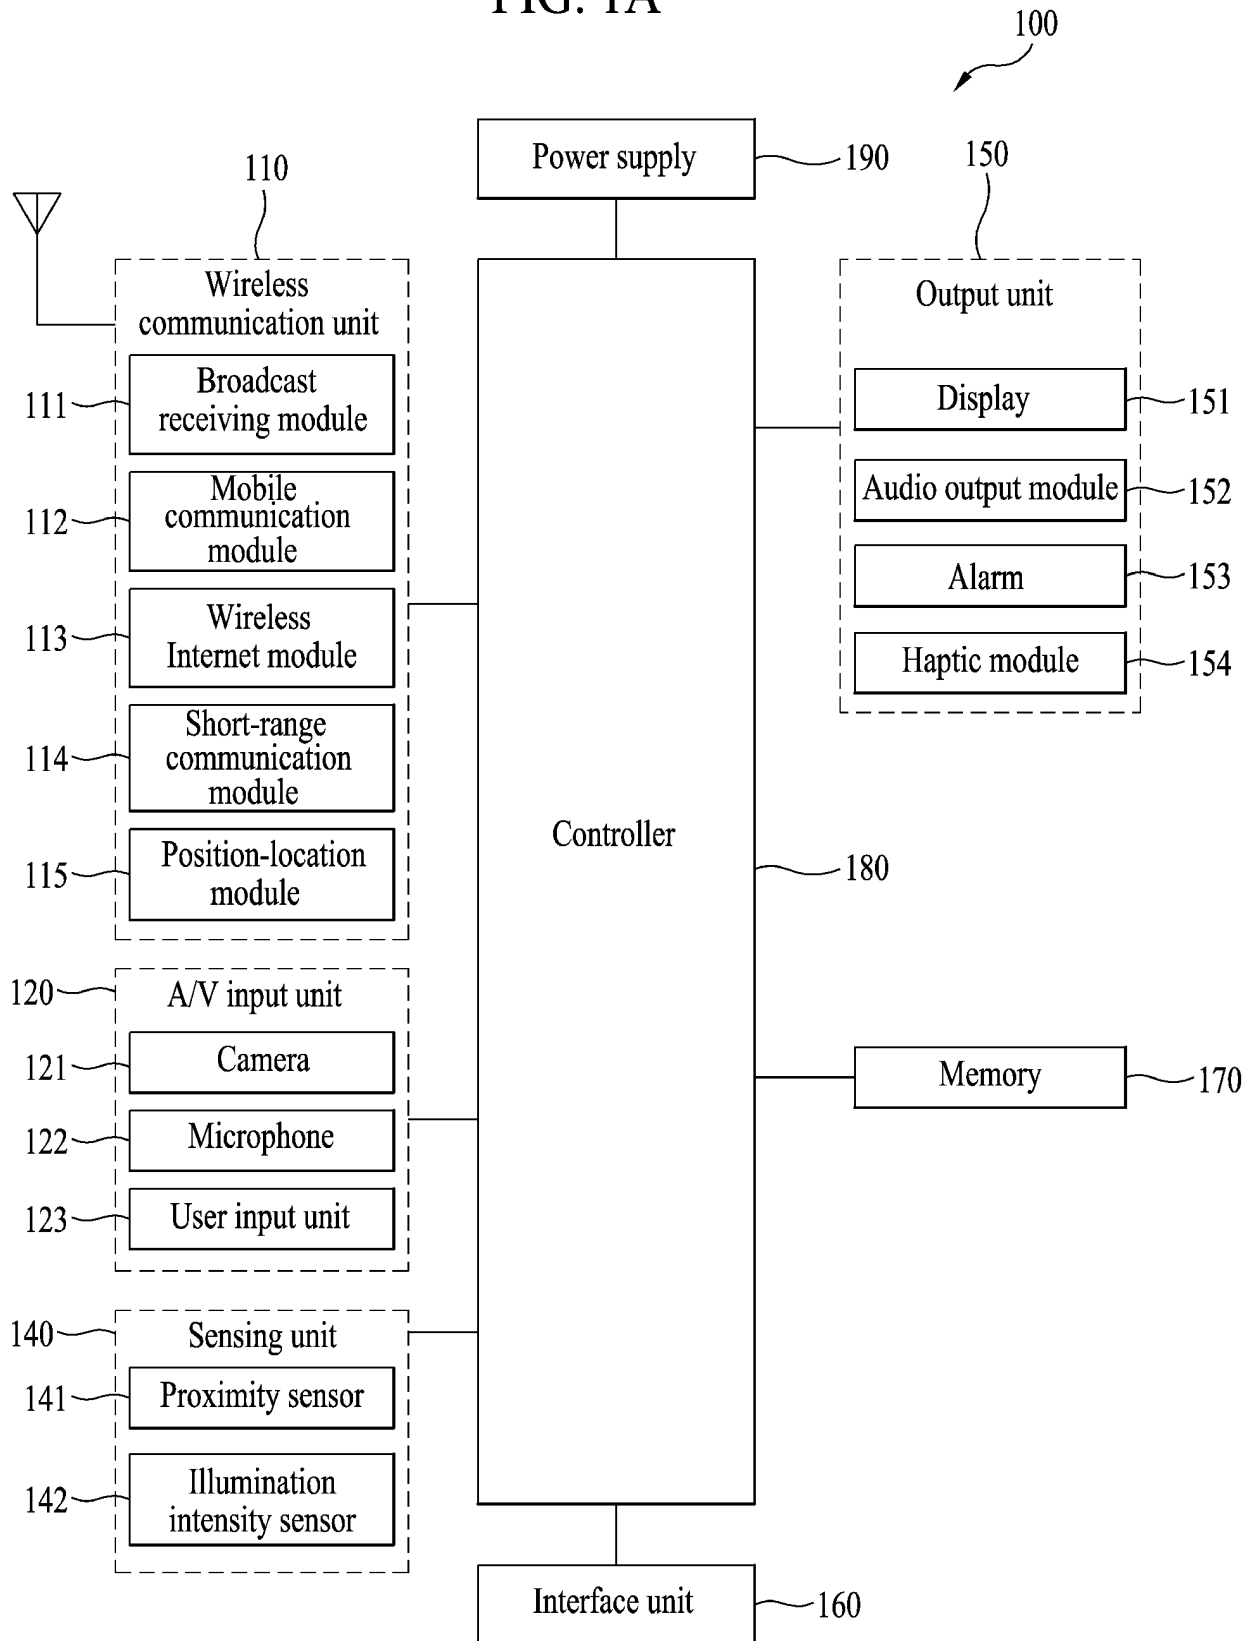 FIG. 1A
100
Power supply
190
110
150
Wireless
communication unit
Output unit
Broadcast
receiving module
111
Mobile
communication
module
112
Wireless
Internet module
113
Short-range
communication
module
114
Position-location
module
115
Display
151
Audio output module
152
Alarm
153
Haptic module
154
Controller
180
120
A/V input unit
121
Camera
122
Microphone
123
User input unit
Memory
170
140
Sensing unit
141
Proximity sensor
142
Illumination
intensity sensor
Interface unit
160